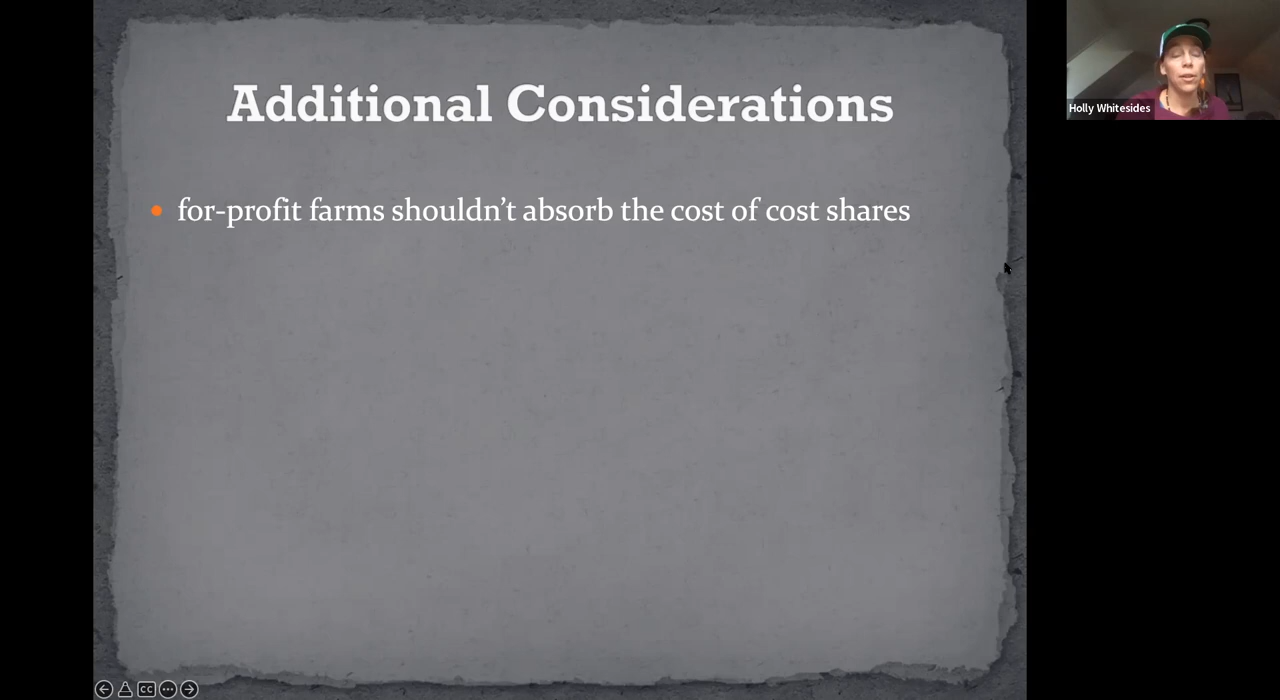 Additional Considerations
for-profit farms shouldn’t absorb the cost of cost shares
Holly Whitesides
CC